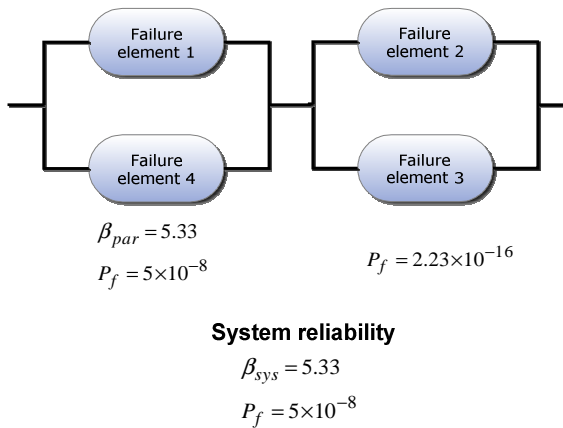 Failure
element 1
Failure
element 2
Failure
element 4
Failure
element 3
β_par = 5.33
P_f = 5×10^−8
P_f = 2.23×10^−16
System reliability
β_sys = 5.33
P_f = 5×10^−8